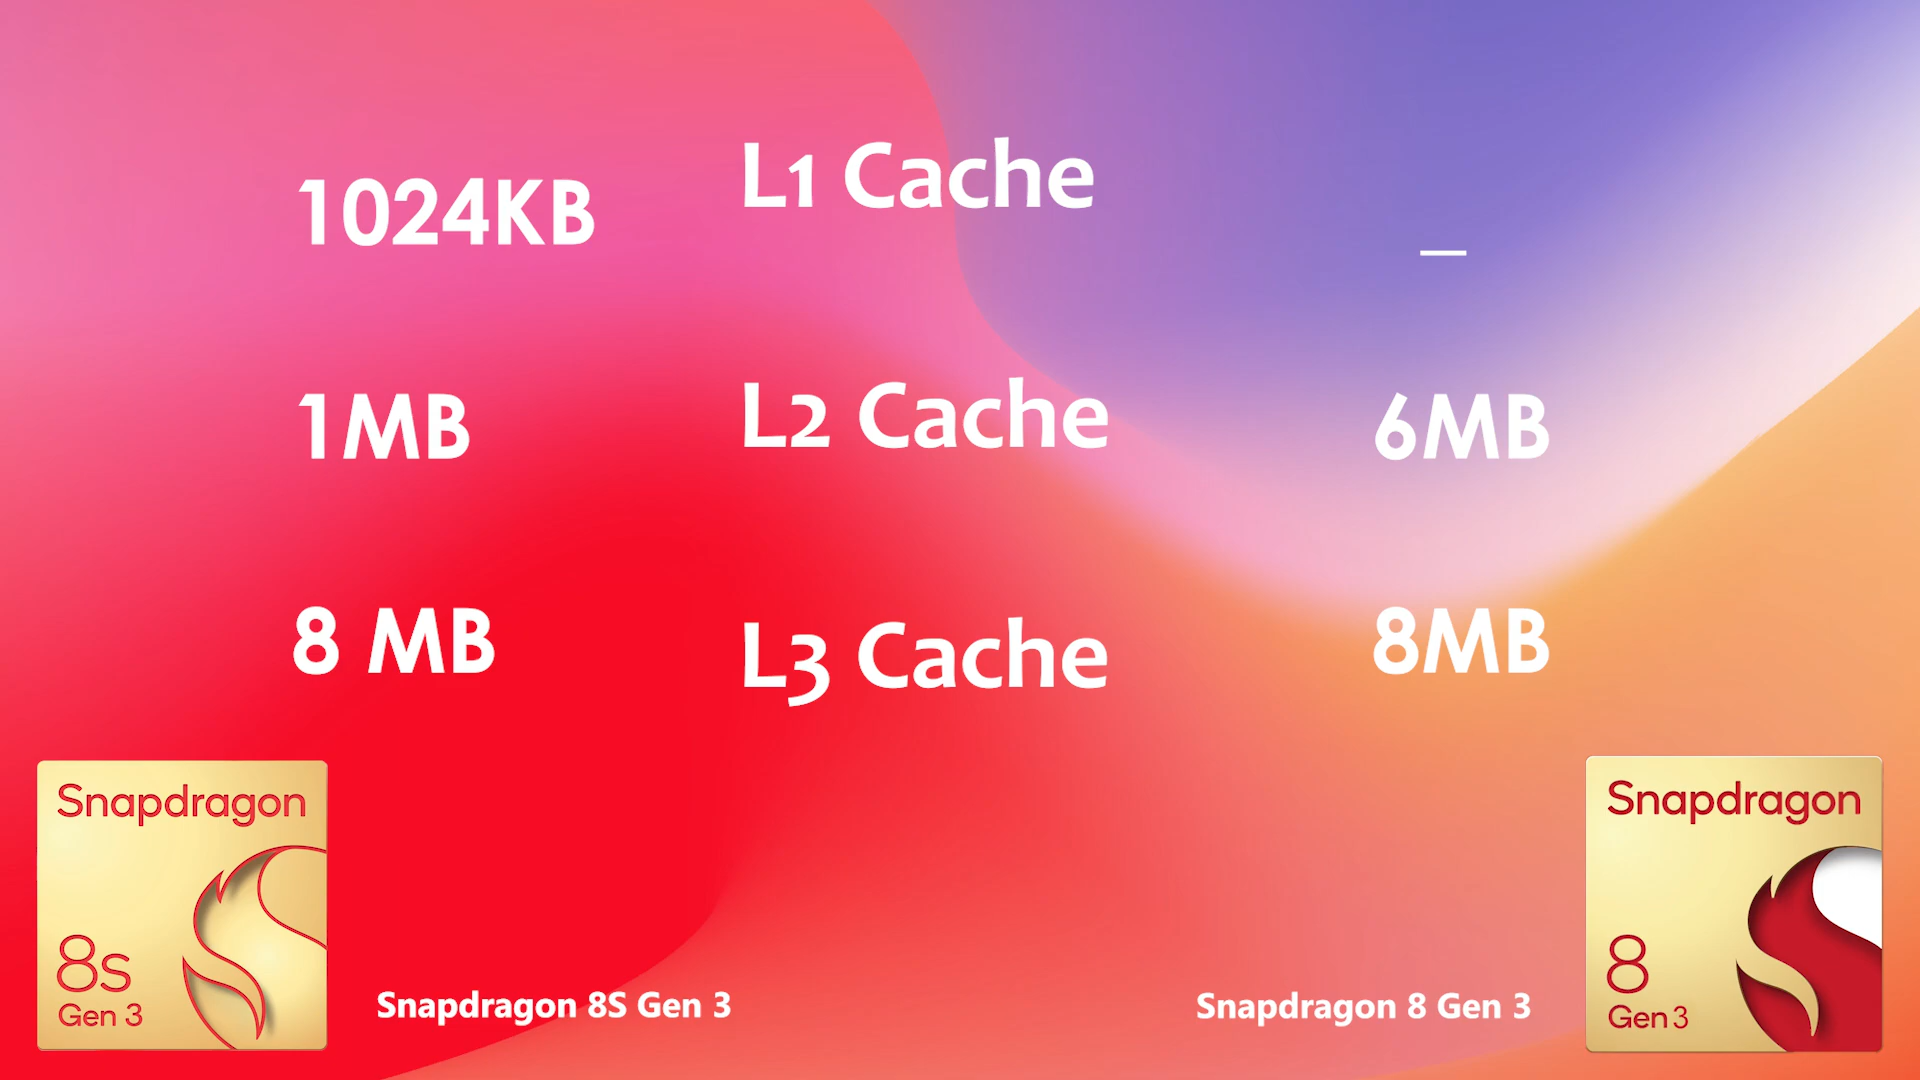 1024KB L1 Cache _
1MB L2 Cache 6MB
8 MB L3 Cache 8MB
Snapdragon
8s
Gen 3
Snapdragon 8S Gen 3
Snapdragon 8 Gen 3
Snapdragon
8
Gen 3